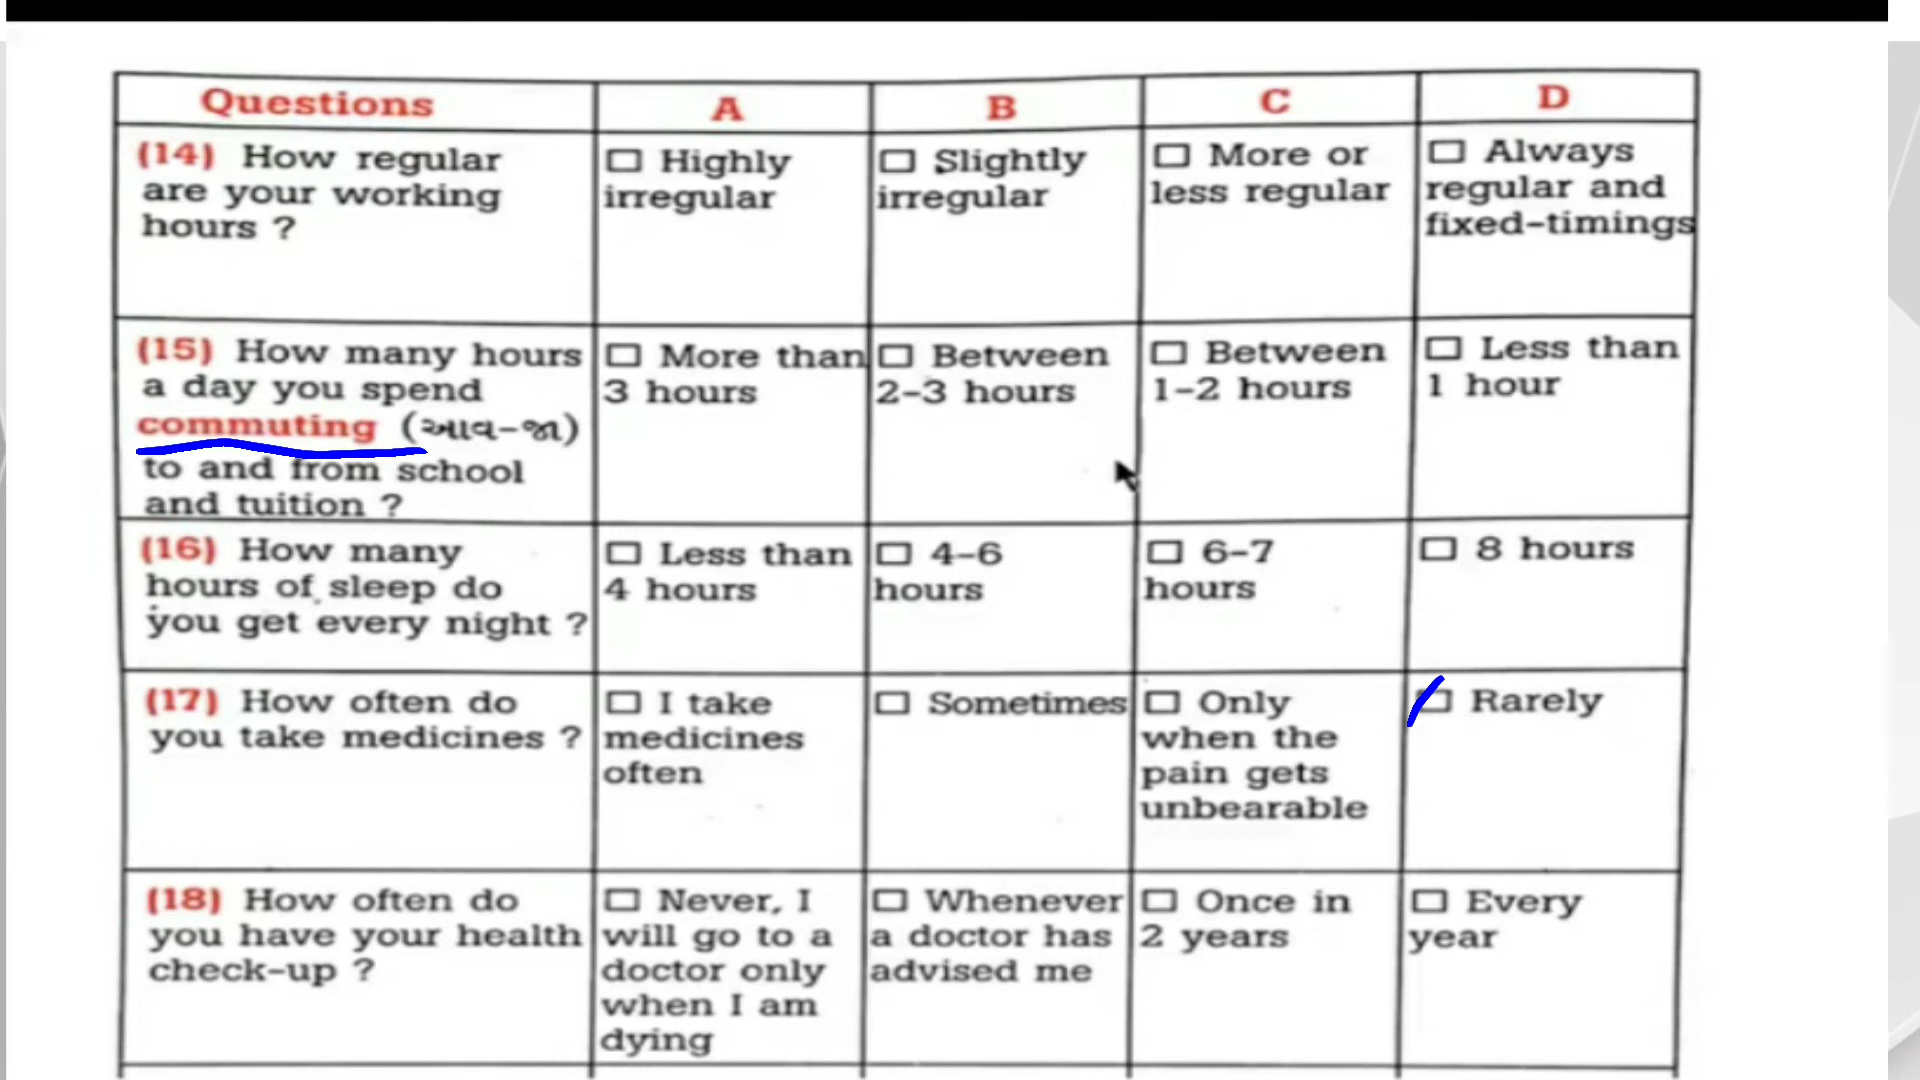 Questions A B C D
(14) How regular
are your working
hours ?
☐ Highly
irregular
☐ Slightly
irregular
☐ More or
less regular
☐ Always
regular and
fixed-timings
(15) How many hours
a day you spend
commuting (આવ-જા)
to and from school
and tuition ?
☐ More than
3 hours
☐ Between
2-3 hours
☐ Between
1-2 hours
☐ Less than
1 hour
(16) How many
hours of sleep do
you get every night ?
☐ Less than
4 hours
☐ 4-6
hours
☐ 6-7
hours
☐ 8 hours
(17) How often do
you take medicines ?
☐ I take
medicines
often
☐ Sometimes
☐ Only
when the
pain gets
unbearable
☐ Rarely
(18) How often do
you have your health
check-up ?
☐ Never, I
will go to a
doctor only
when I am
dying
☐ Whenever
a doctor has
advised me
☐ Once in
2 years
☐ Every
year